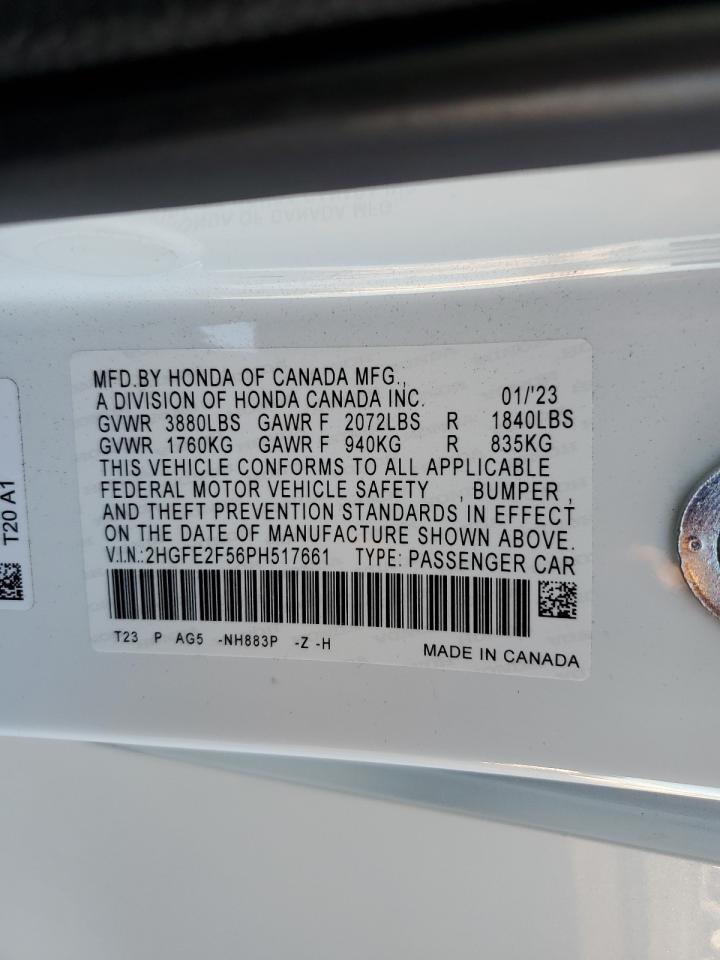 MFD.BY HONDA OF CANADA MFG.,
A DIVISION OF HONDA CANADA INC. 01/'23
GVWR 3880LBS GAWR F 2072LBS R 1840LBS
GVWR 1760KG GAWR F 940KG R 835KG
THIS VEHICLE CONFORMS TO ALL APPLICABLE
FEDERAL MOTOR VEHICLE SAFETY , BUMPER ,
AND THEFT PREVENTION STANDARDS IN EFFECT
ON THE DATE OF MANUFACTURE SHOWN ABOVE.
V.I.N.:2HGFE2F56PH517661 TYPE: PASSENGER CAR
T23 P AG5 -NH883P -Z -H
MADE IN CANADA
T20 A1